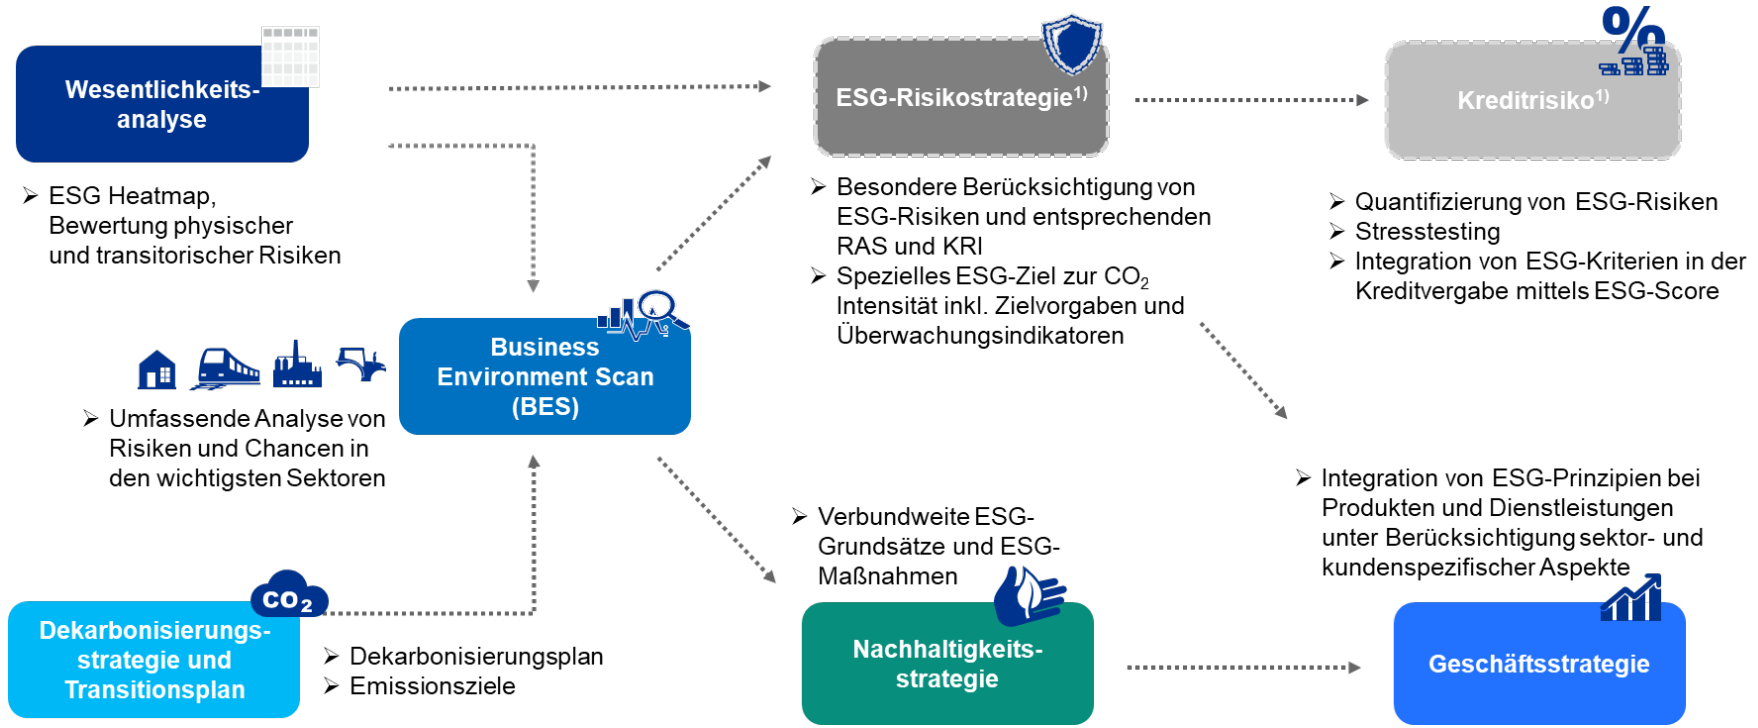 Wesentlichkeits-
analyse
➢ ESG Heatmap,
Bewertung physischer
und transitorischer Risiken
ESG-Risikostrategie¹⁾
➢ Besondere Berücksichtigung von
ESG-Risiken und entsprechenden
RAS und KRI
➢ Spezielles ESG-Ziel zur CO₂
Intensität inkl. Zielvorgaben und
Überwachungsindikatoren
%
Kreditrisiko¹⁾
➢ Quantifizierung von ESG-Risiken
➢ Stresstesting
➢ Integration von ESG-Kriterien in der
Kreditvergabe mittels ESG-Score
Business
Environment Scan
(BES)
➢ Umfassende Analyse von
Risiken und Chancen in
den wichtigsten Sektoren
CO₂
Dekarbonisierungs-
strategie und
Transitionsplan
➢ Dekarbonisierungsplan
➢ Emissionsziele
➢ Verbundweite ESG-
Grundsätze und ESG-
Maßnahmen
Nachhaltigkeits-
strategie
➢ Integration von ESG-Prinzipien bei
Produkten und Dienstleistungen
unter Berücksichtigung sektor- und
kundenspezifischer Aspekte
Geschäftsstrategie